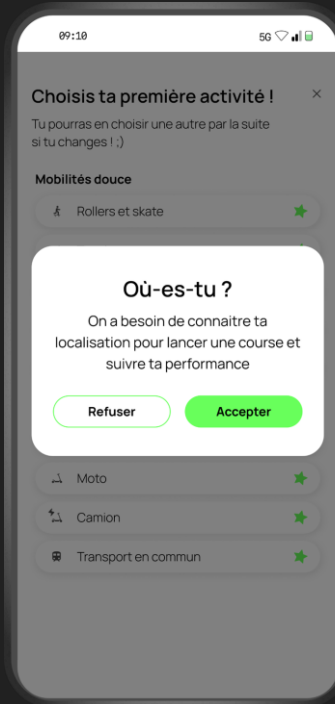 09:10
5G
Choisis ta première activité !
Tu pourras en choisir une autre par la suite
si tu changes ! ;)
Mobilités douce
Rollers et skate
Où-es-tu ?
On a besoin de connaitre ta
localisation pour lancer une course et
suivre ta performance
Refuser
Accepter
Moto
Camion
Transport en commun